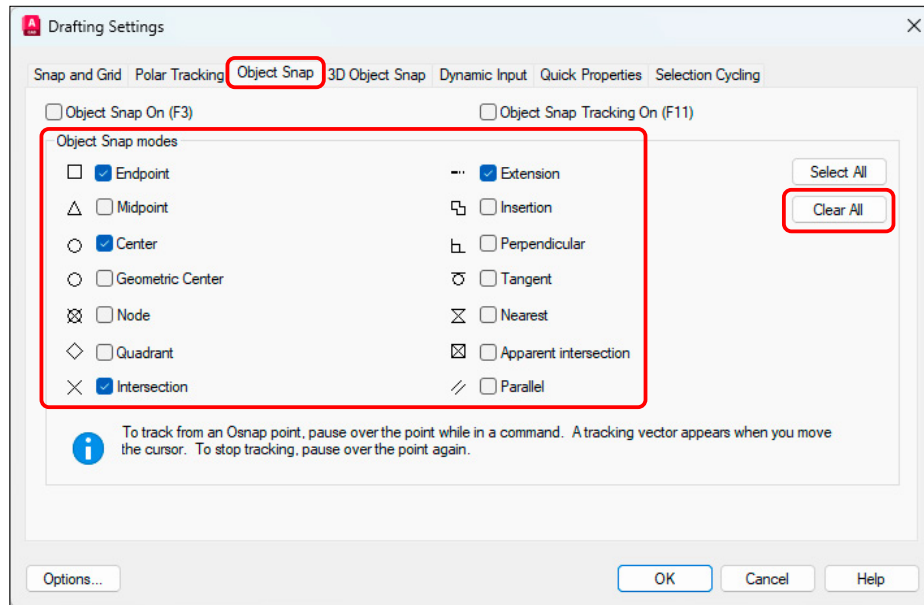 Drafting Settings
Snap and Grid Polar Tracking Object Snap 3D Object Snap Dynamic Input Quick Properties Selection Cycling
Object Snap On (F3) Object Snap Tracking On (F11)
Object Snap modes
Endpoint Extension Select All
Midpoint Insertion Clear All
Center Perpendicular
Geometric Center Tangent
Node Nearest
Quadrant Apparent intersection
Intersection Parallel
To track from an Osnap point, pause over the point while in a command. A tracking vector appears when you move
the cursor. To stop tracking, pause over the point again.
Options... OK Cancel Help